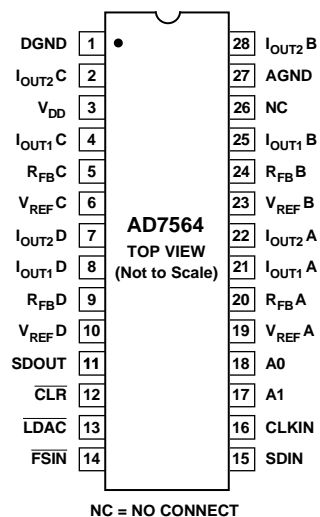 DGND 1 28 IOUT2B
IOUT2C 2 27 AGND
VDD 3 26 NC
IOUT1C 4 25 IOUT1B
RFBC 5 24 RFBB
VREFC 6 23 VREFB
AD7564
IOUT2D 7 22 IOUT2A
TOP VIEW
(Not to Scale)
IOUT1D 8 21 IOUT1A
RFBD 9 20 RFBA
VREFD 10 19 VREFA
SDOUT 11 18 A0
CLR 12 17 A1
LDAC 13 16 CLKIN
FSIN 14 15 SDIN
NC = NO CONNECT